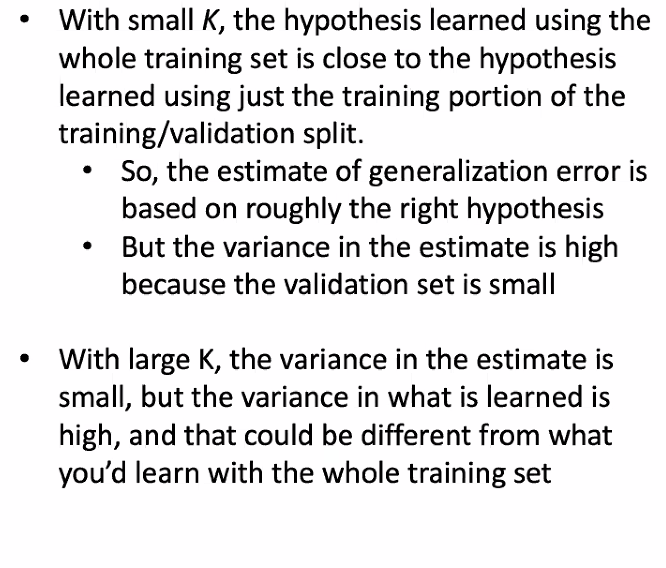 • With small K, the hypothesis learned using the
whole training set is close to the hypothesis
learned using just the training portion of the
training/validation split.
• So, the estimate of generalization error is
based on roughly the right hypothesis
• But the variance in the estimate is high
because the validation set is small
• With large K, the variance in the estimate is
small, but the variance in what is learned is
high, and that could be different from what
you’d learn with the whole training set